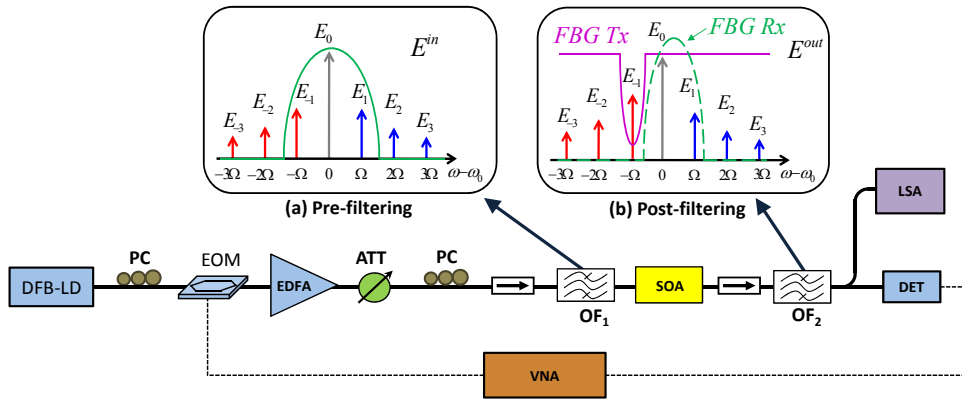 E₀ Eⁱⁿ
E₋₁ E₁
E₋₂ E₂
E₋₃ E₃
−3Ω −2Ω −Ω 0 Ω 2Ω 3Ω ω−ω₀
(a) Pre-filtering
FBG Tx E₀ FBG Rx Eᵒᵘᵗ
E₋₁ E₁
E₋₂ E₂
E₋₃ E₃
−3Ω −2Ω −Ω 0 Ω 2Ω 3Ω ω−ω₀
(b) Post-filtering
LSA
PC EOM ATT PC
DFB-LD EDFA SOA DET
OF₁ OF₂
VNA